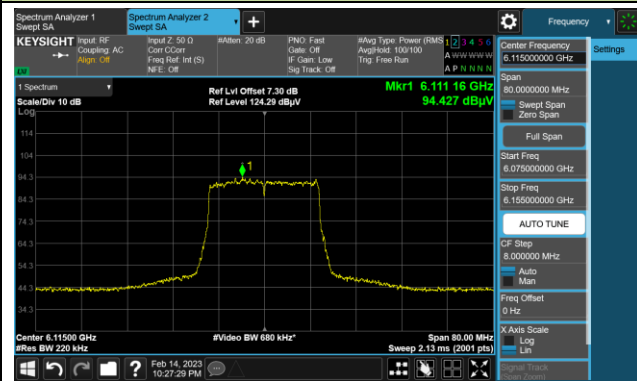 Spectrum Analyzer 1
Swept SA
Spectrum Analyzer 2
Swept SA
Frequency
KEYSIGHT
Input: RF
Coupling: AC
Align: Off
Input Z: 50 Ω
Corr CCorr
Freq Ref: Int (S)
NFE: Off
#Atten: 20 dB
PNO: Fast
Gate: Off
IF Gain: Low
Sig Track: Off
#Avg Type: Power (RMS
Avg|Hold: 100/100
Trig: Free Run
1 2 3 4 5 6
A W W W W W
A P N N N N
LXI
1 Spectrum
Scale/Div 10 dB
Log
Ref Lvl Offset 7.30 dB
Ref Level 124.29 dBµV
Mkr1 6.111 16 GHz
94.427 dBµV
114
104
94.3
84.3
74.3
64.3
54.3
44.3
34.3
1
Center 6.11500 GHz
#Res BW 220 kHz
#Video BW 680 kHz*
Span 80.00 MHz
Sweep 2.13 ms (2001 pts)
Feb 14, 2023
10:27:29 PM
Center Frequency
6.115000000 GHz
Settings
Span
80.0000000 MHz
Swept Span
Zero Span
Full Span
Start Freq
6.075000000 GHz
Stop Freq
6.155000000 GHz
AUTO TUNE
CF Step
8.000000 MHz
Auto
Man
Freq Offset
0 Hz
X Axis Scale
Log
Lin
Signal Track
(Span Zoom)